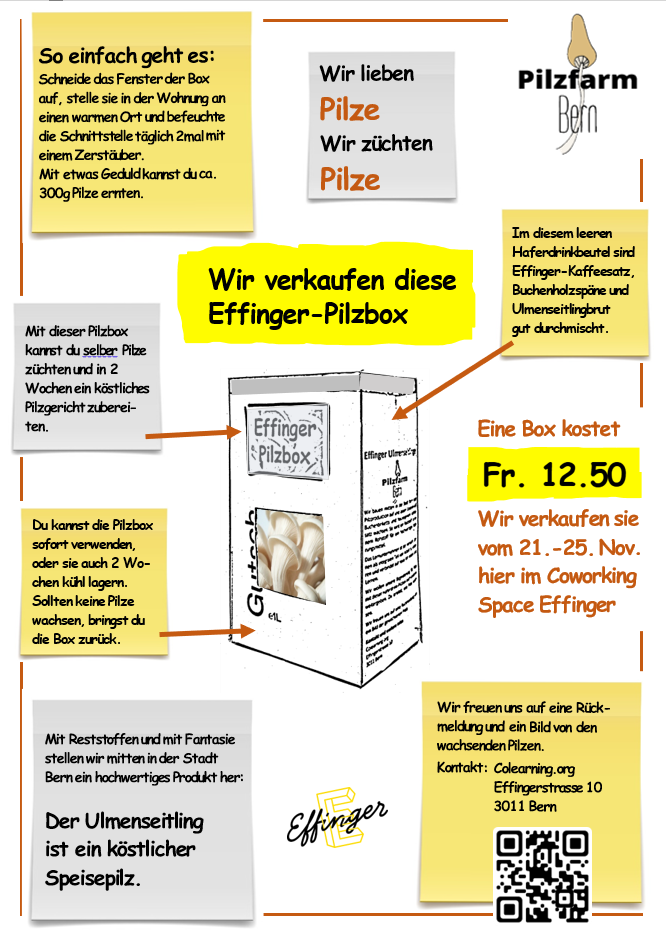 So einfach geht es:
Schneide das Fenster der Box
auf, stelle sie in der Wohnung an
einen warmen Ort und befeuchte
die Schnittstelle täglich 2mal mit
einem Zerstäuber.
Mit etwas Geduld kannst du ca.
300g Pilze ernten.
Wir lieben
Pilze
Wir züchten
Pilze
Pilzfarm
Bern
Im diesem leeren
Haferdrinkbeutel sind
Effinger-Kaffeesatz,
Buchenholzspäne und
Ulmenseitlingbrut
gut durchmischt.
Wir verkaufen diese
Effinger-Pilzbox
Mit dieser Pilzbox
kannst du selber Pilze
züchten und in 2
Wochen ein köstliches
Pilzgericht zuberei-
ten.
Effinger
Pilzbox
Effinger Ulmenseitlinge
Pilzfarm
Bern
Gutsch
e1L
Eine Box kostet
Fr. 12.50
Wir verkaufen sie
vom 21.-25. Nov.
hier im Coworking
Space Effinger
Du kannst die Pilzbox
sofort verwenden,
oder sie auch 2 Wo-
chen kühl lagern.
Sollten keine Pilze
wachsen, bringst du
die Box zurück.
Mit Reststoffen und mit Fantasie
stellen wir mitten in der Stadt
Bern ein hochwertiges Produkt her:
Der Ulmenseitling
ist ein köstlicher
Speisepilz.
Effinger
Wir freuen uns auf eine Rück-
meldung und ein Bild von den
wachsenden Pilzen.
Kontakt: Colearning.org
Effingerstrasse 10
3011 Bern